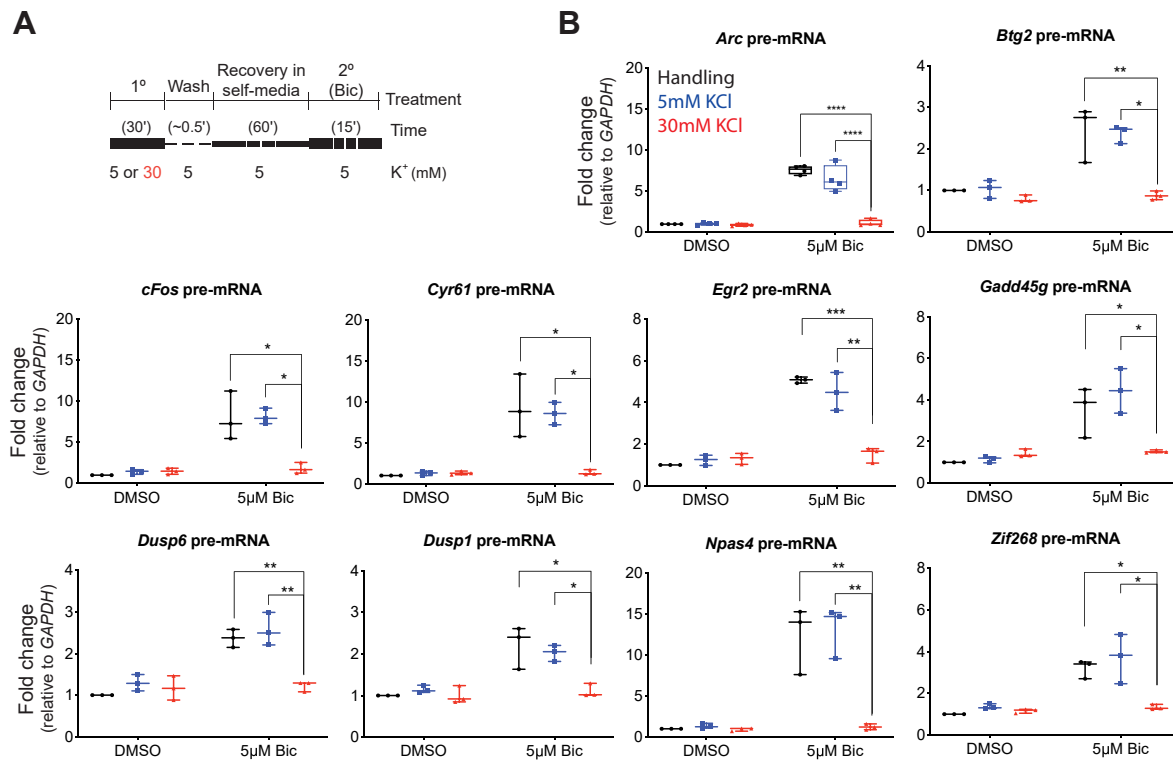 A
1º
Wash
Recovery in
self-media
2º
(Bic)
Treatment
(30')
(~0.5')
(60')
(15')
Time
5 or 30
5
5
5
K⁺ (mM)
B
Arc pre-mRNA
Fold change
(relative to GAPDH)
20
15
10
5
0
Handling
5mM KCl
30mM KCl
****
****
DMSO
5µM Bic
Btg2 pre-mRNA
4
3
2
1
0
**
*
DMSO
5µM Bic
cFos pre-mRNA
Fold change
(relative to GAPDH)
20
15
10
5
0
*
*
DMSO
5µM Bic
Cyr61 pre-mRNA
20
15
10
5
0
*
*
DMSO
5µM Bic
Egr2 pre-mRNA
8
6
4
2
0
***
**
DMSO
5µM Bic
Gadd45g pre-mRNA
8
6
4
2
0
*
*
DMSO
5µM Bic
Dusp6 pre-mRNA
Fold change
(relative to GAPDH)
4
3
2
1
0
**
**
DMSO
5µM Bic
Dusp1 pre-mRNA
4
3
2
1
0
*
*
DMSO
5µM Bic
Npas4 pre-mRNA
20
15
10
5
0
**
**
DMSO
5µM Bic
Zif268 pre-mRNA
8
6
4
2
0
*
*
DMSO
5µM Bic